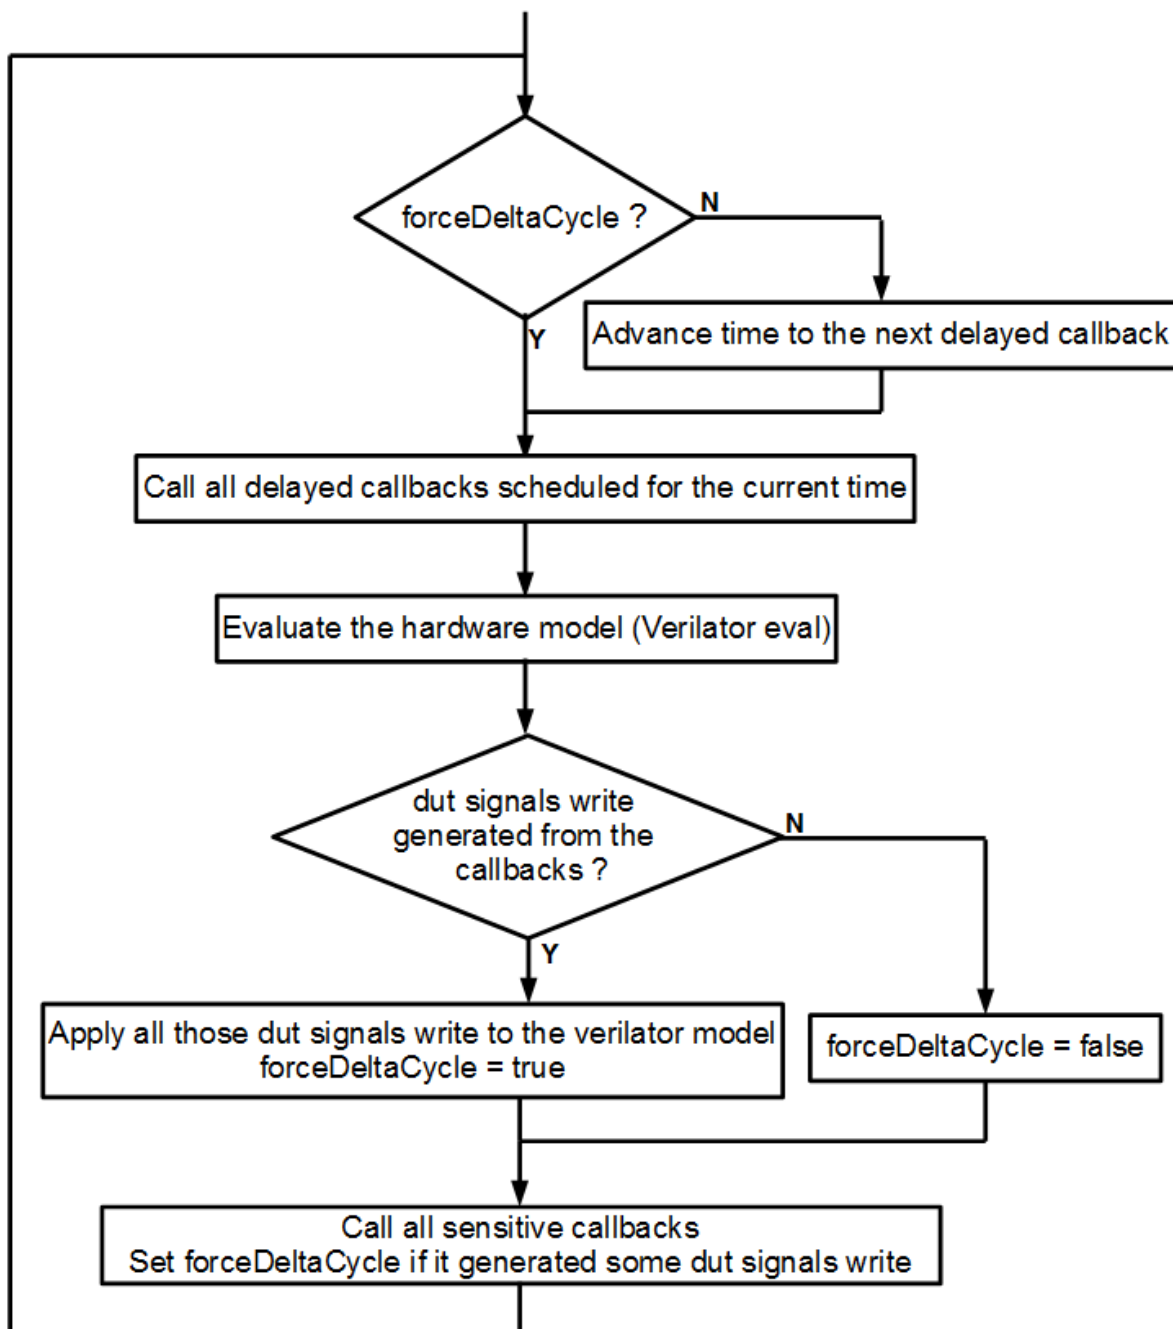 forceDeltaCycle ?
N
Y
Advance time to the next delayed callback
Call all delayed callbacks scheduled for the current time
Evaluate the hardware model (Verilator eval)
dut signals write
generated from the
callbacks ?
N
Y
Apply all those dut signals write to the verilator model
forceDeltaCycle = true
forceDeltaCycle = false
Call all sensitive callbacks
Set forceDeltaCycle if it generated some dut signals write